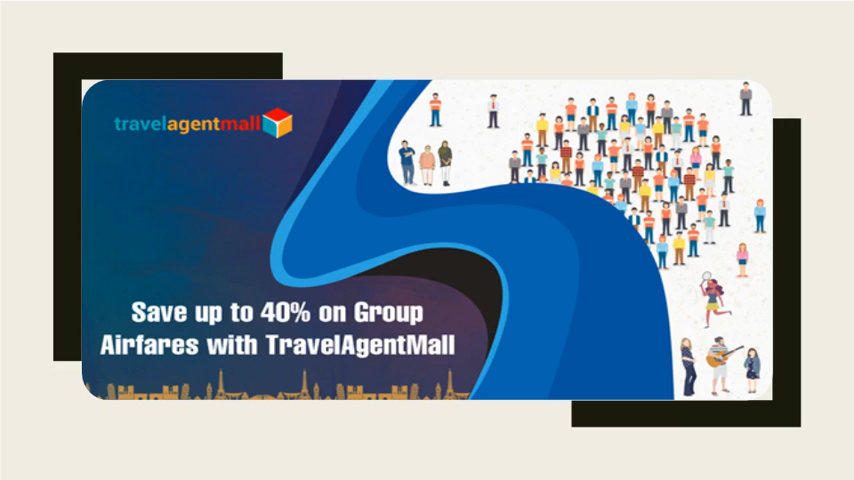 travelagentmall
Save up to 40% on Group
Airfares with TravelAgentMall